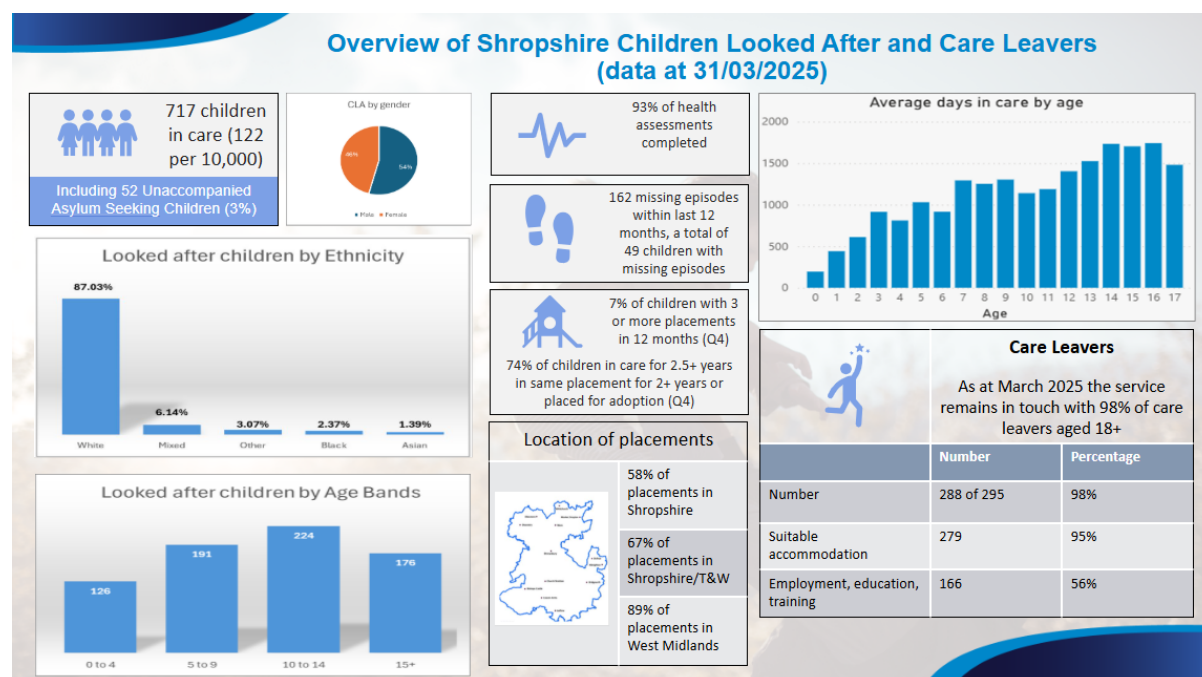 Overview of Shropshire Children Looked After and Care Leavers
(data at 31/03/2025)
717 children
in care (122
per 10,000)
Including 52 Unaccompanied
Asylum Seeking Children (3%)
CLA by gender
46%
54%
Male Female
Looked after children by Ethnicity
87.03%
6.14%
3.07%
2.37%
1.39%
White Mixed Other Black Asian
Looked after children by Age Bands
126
191
224
176
0 to 4 5 to 9 10 to 14 15+
93% of health
assessments
completed
162 missing episodes
within last 12
months, a total of
49 children with
missing episodes
7% of children with 3
or more placements
in 12 months (Q4)
74% of children in care for 2.5+ years
in same placement for 2+ years or
placed for adoption (Q4)
Location of placements
58% of
placements in
Shropshire
67% of
placements in
Shropshire/T&W
89% of
placements in
West Midlands
Average days in care by age
2000
1500
1000
500
0
0 1 2 3 4 5 6 7 8 9 10 11 12 13 14 15 16 17
Age
Care Leavers
As at March 2025 the service
remains in touch with 98% of care
leavers aged 18+
Number Percentage
Number 288 of 295 98%
Suitable
accommodation 279 95%
Employment, education,
training 166 56%